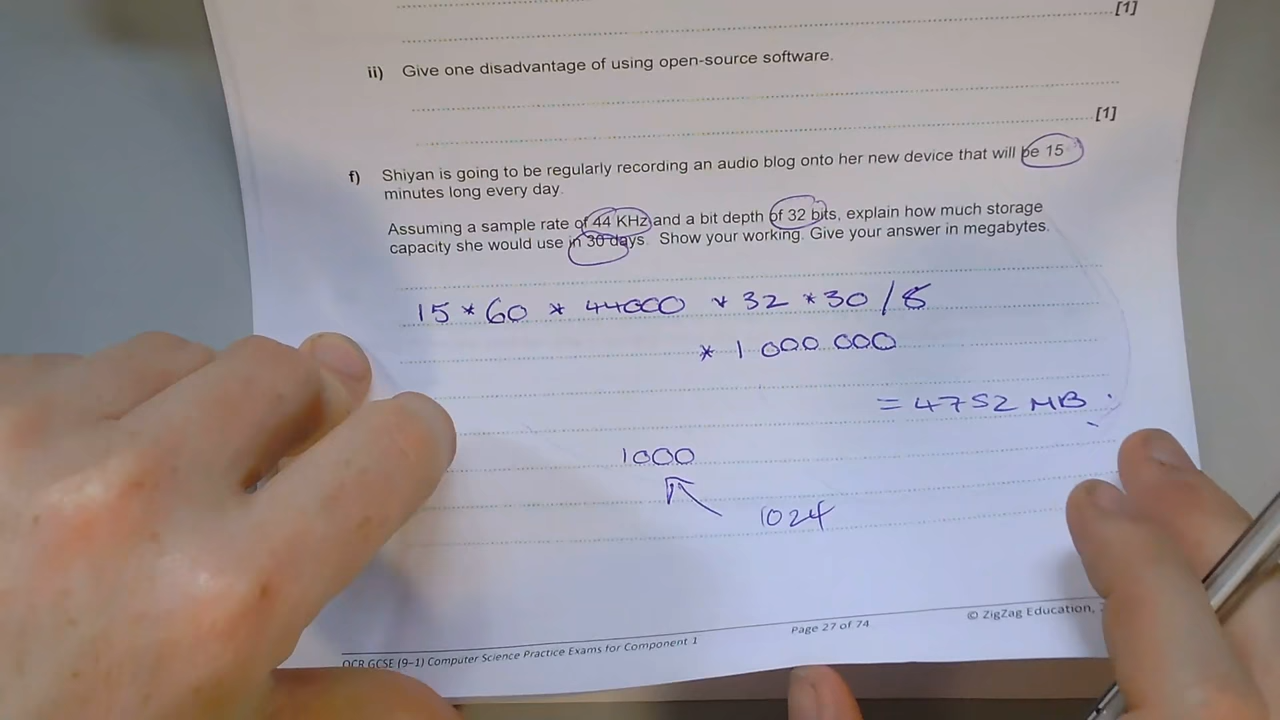 [1]
ii) Give one disadvantage of using open-source software.
[1]
f) Shiyan is going to be regularly recording an audio blog onto her new device that will be 15
minutes long every day.
Assuming a sample rate of 44 KHz and a bit depth of 32 bits, explain how much storage
capacity she would use in 30 days. Show your working. Give your answer in megabytes.
15 * 60 * 44000 * 32 * 30 / 8
* 1 000 000
= 4752 MB.
1000
1024
OCR GCSE (9–1) Computer Science Practice Exams for Component 1
Page 27 of 74
© ZigZag Education,